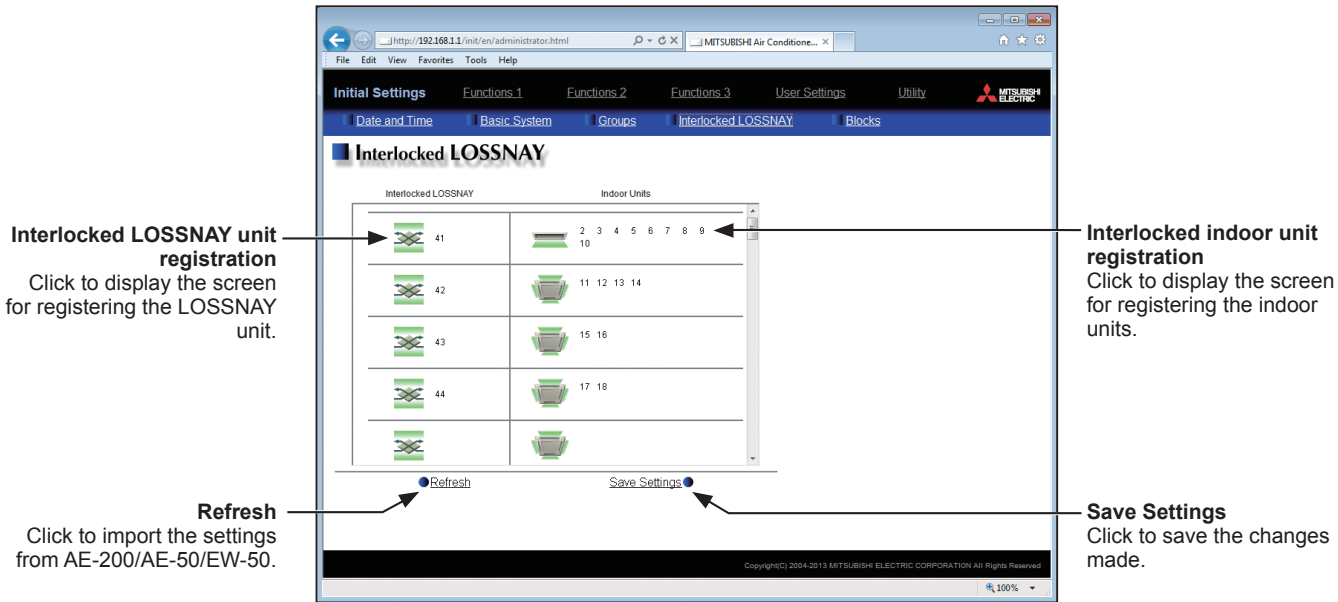 http://192.168.1.1/init/en/administrator.html
MITSUBISHI Air Conditione...
File Edit View Favorites Tools Help
Initial Settings Functions 1 Functions 2 Functions 3 User Settings Utility MITSUBISHI ELECTRIC
Date and Time Basic System Groups Interlocked LOSSNAY Blocks
Interlocked LOSSNAY
Interlocked LOSSNAY Indoor Units
41 2 3 4 5 6 7 8 9
10
42 11 12 13 14
43 15 16
44 17 18
Refresh Save Settings
Copyright(C) 2004-2013 MITSUBISHI ELECTRIC CORPORATION All Rights Reserved
100%
Interlocked LOSSNAY unit
registration
Click to display the screen
for registering the LOSSNAY
unit.
Refresh
Click to import the settings
from AE-200/AE-50/EW-50.
Interlocked indoor unit
registration
Click to display the screen
for registering the indoor
units.
Save Settings
Click to save the changes
made.